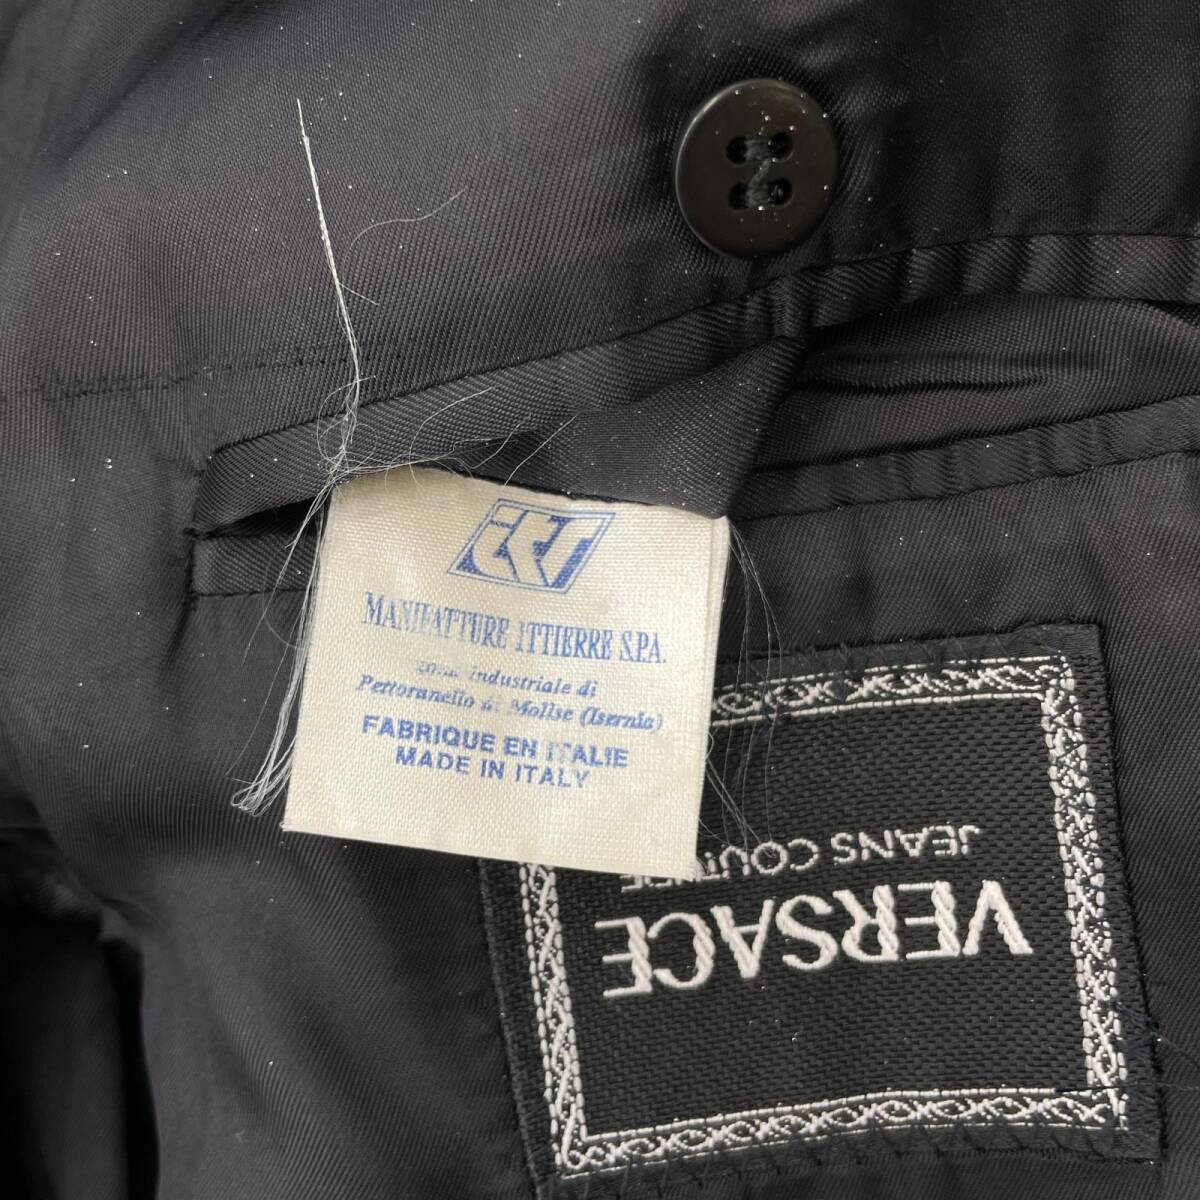 MANIFATTURE ITTIERRE S.P.A.
industriale di
Pettoranello di Molise (Isernia)
FABRIQUE EN ITALIE
MADE IN ITALY
VERSACE
JEANS COUTURE